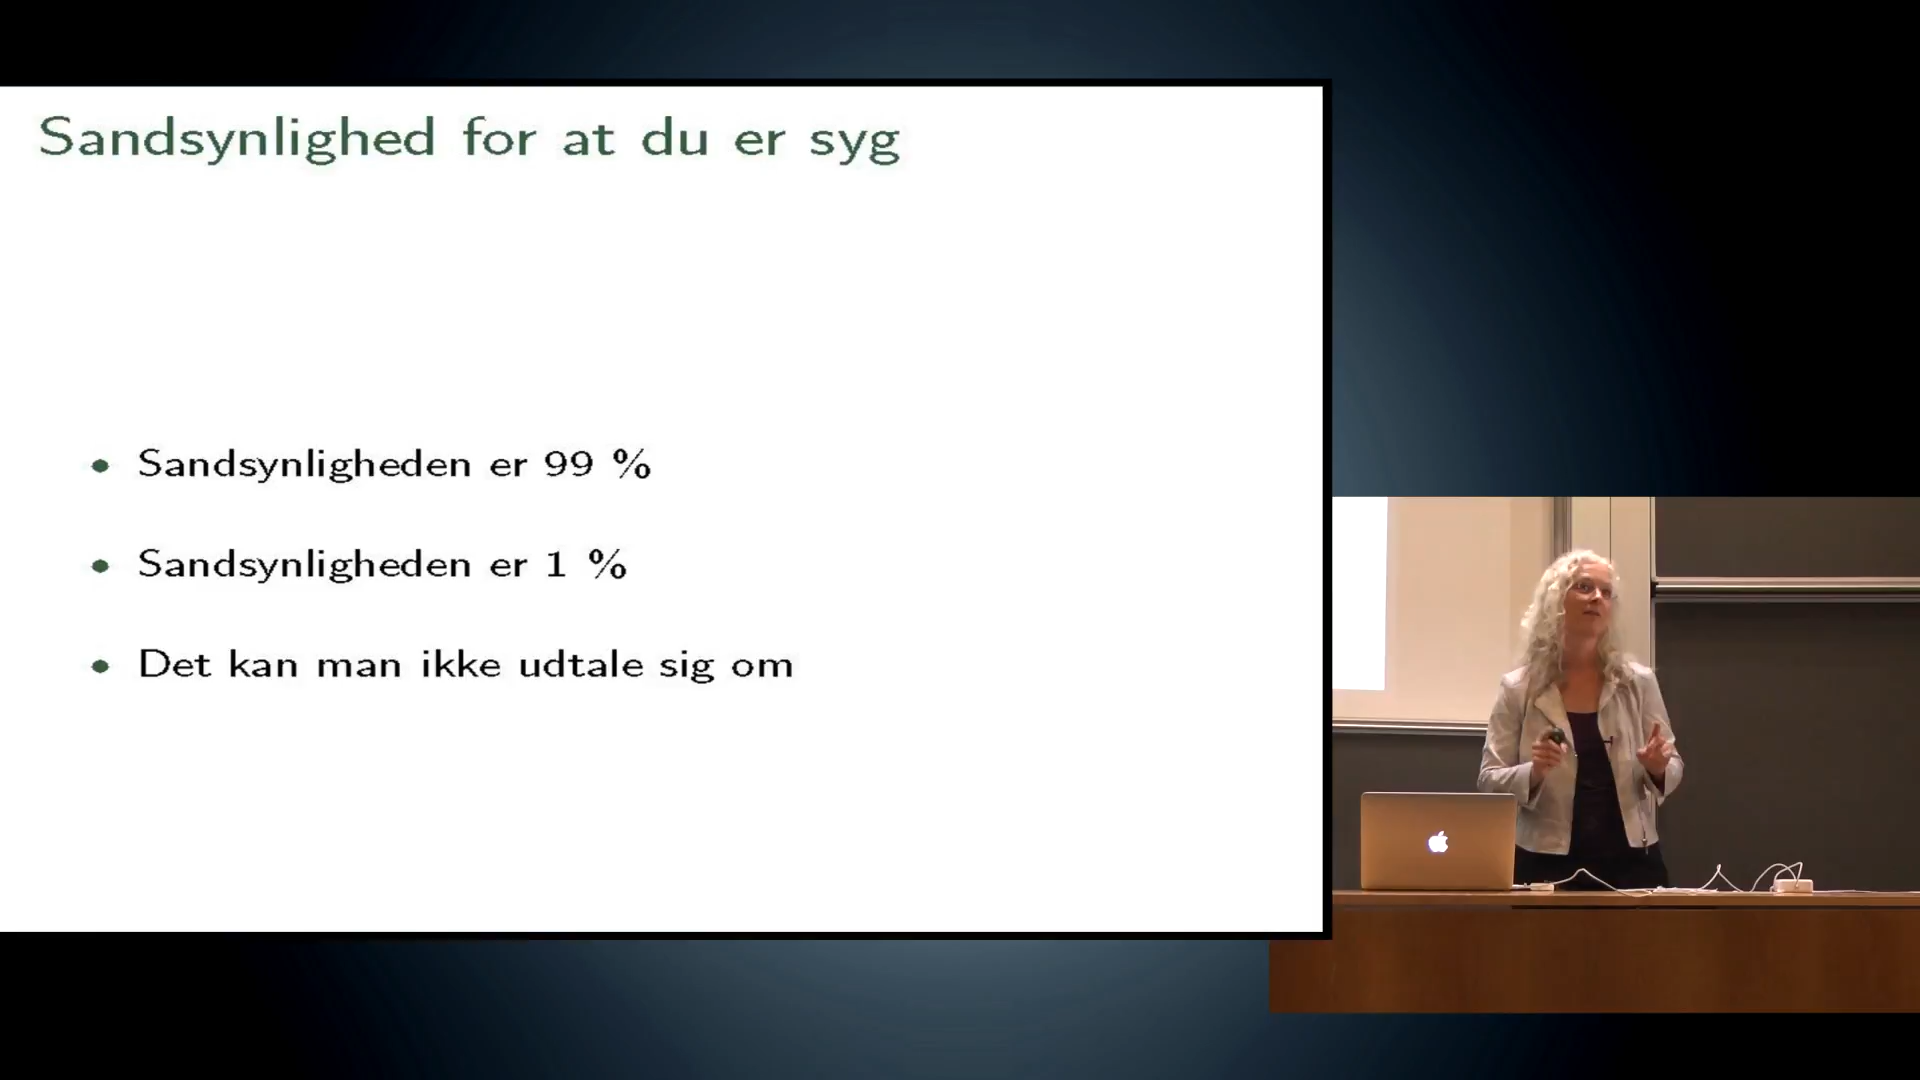 Sandsynlighed for at du er syg
Sandsynligheden er 99 %
Sandsynligheden er 1 %
Det kan man ikke udtale sig om